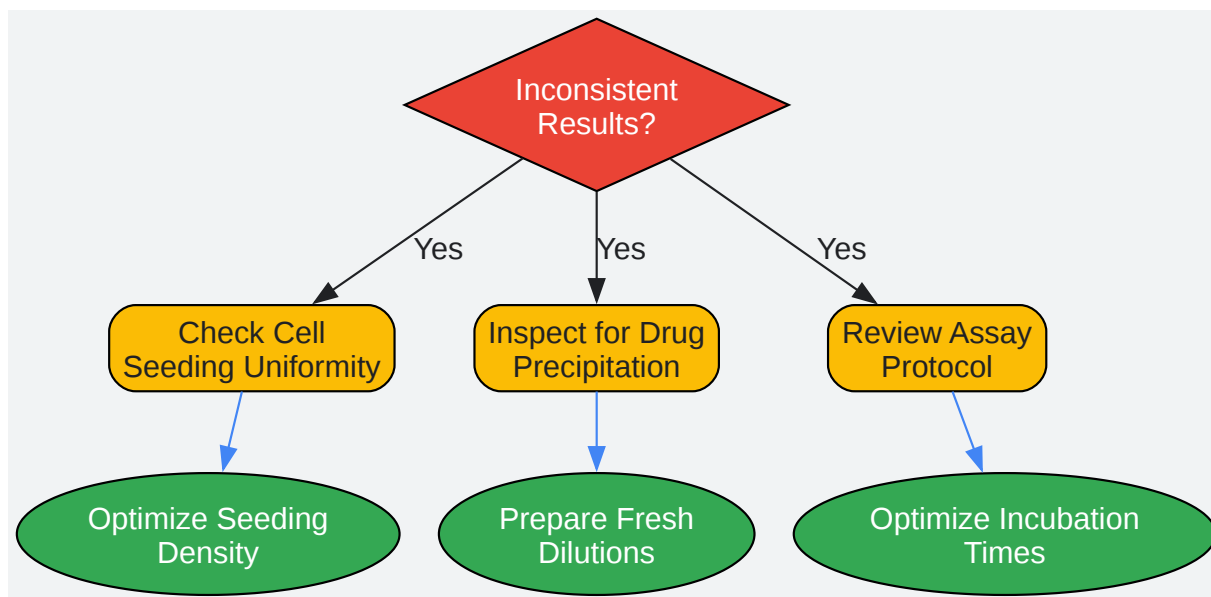 Inconsistent
Results?
Yes
Yes
Yes
Check Cell
Seeding Uniformity
Inspect for Drug
Precipitation
Review Assay
Protocol
Optimize Seeding
Density
Prepare Fresh
Dilutions
Optimize Incubation
Times